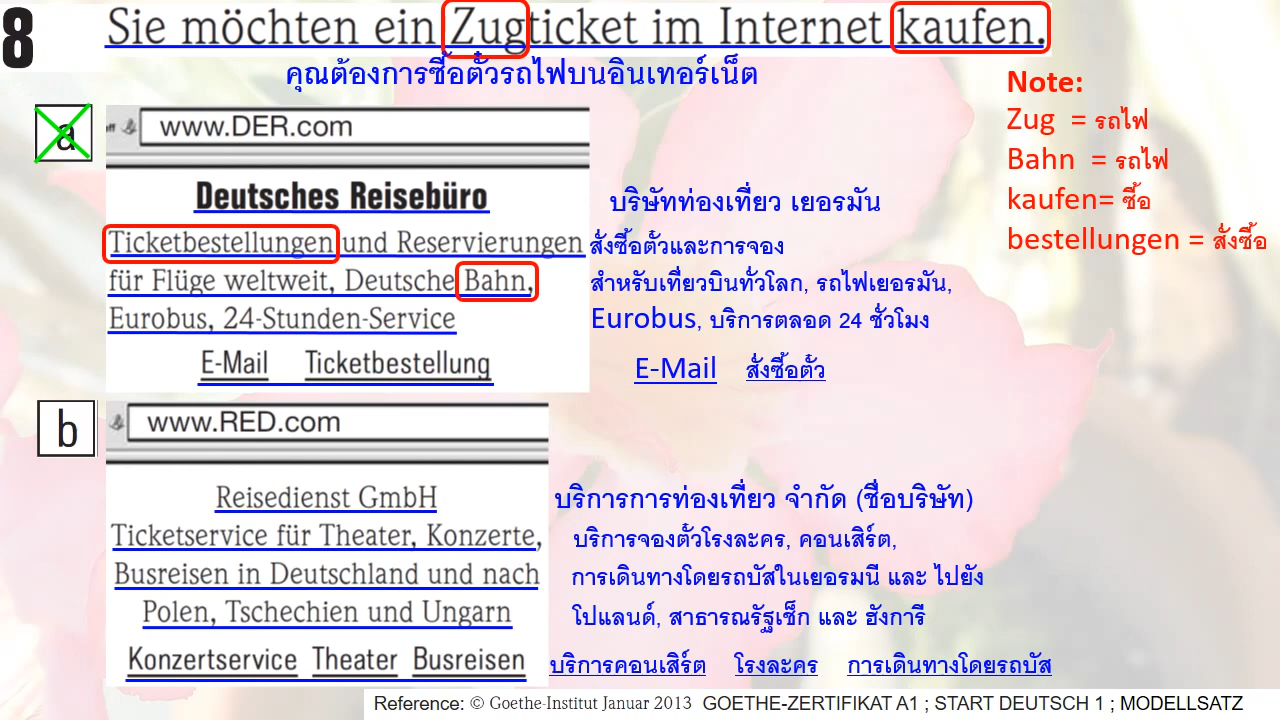 8 Sie möchten ein Zugticket im Internet kaufen.
คุณต้องการซื้อตั๋วรถไฟบนอินเทอร์เน็ต
Note:
Zug = รถไฟ
Bahn = รถไฟ
kaufen= ซื้อ
bestellungen = สั่งซื้อ
a
www.DER.com
Deutsches Reisebüro บริษัทท่องเที่ยว เยอรมัน
Ticketbestellungen und Reservierungen สั่งซื้อตั๋วและการจอง
für Flüge weltweit, Deutsche Bahn, สำหรับเที่ยวบินทั่วโลก, รถไฟเยอรมัน,
Eurobus, 24-Stunden-Service Eurobus, บริการตลอด 24 ชั่วโมง
E-Mail Ticketbestellung E-Mail สั่งซื้อตั๋ว
b
www.RED.com
Reisedienst GmbH บริการการท่องเที่ยว จำกัด (ชื่อบริษัท)
Ticketservice für Theater, Konzerte, บริการจองตั๋วโรงละคร, คอนเสิร์ต,
Busreisen in Deutschland und nach การเดินทางโดยรถบัสในเยอรมนี และ ไปยัง
Polen, Tschechien und Ungarn โปแลนด์, สาธารณรัฐเช็ก และ ฮังการี
Konzertservice Theater Busreisen บริการคอนเสิร์ต โรงละคร การเดินทางโดยรถบัส
Reference: © Goethe-Institut Januar 2013 GOETHE-ZERTIFIKAT A1 ; START DEUTSCH 1 ; MODELLSATZ